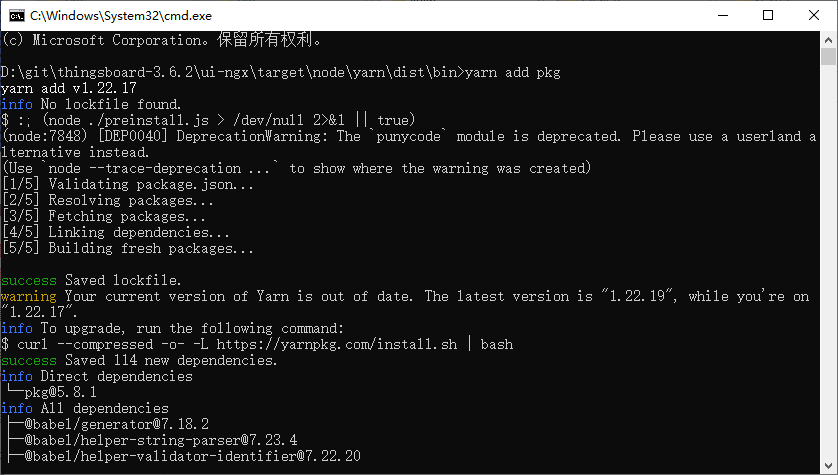 C:\Windows\System32\cmd.exe
(c) Microsoft Corporation。保留所有权利。
D:\git\thingsboard-3.6.2\ui-ngx\target\node\yarn\dist\bin>yarn add pkg
yarn add v1.22.17
info No lockfile found.
$ :; (node ./preinstall.js > /dev/null 2>&1 || true)
(node:7848) [DEP0040] DeprecationWarning: The `punycode` module is deprecated. Please use a userland a
lternative instead.
(Use `node --trace-deprecation ...` to show where the warning was created)
[1/5] Validating package.json...
[2/5] Resolving packages...
[3/5] Fetching packages...
[4/5] Linking dependencies...
[5/5] Building fresh packages...
success Saved lockfile.
warning Your current version of Yarn is out of date. The latest version is "1.22.19", while you're on
"1.22.17".
info To upgrade, run the following command:
$ curl --compressed -o- -L https://yarnpkg.com/install.sh | bash
success Saved 114 new dependencies.
info Direct dependencies
└─pkg@5.8.1
info All dependencies
├─@babel/generator@7.18.2
├─@babel/helper-string-parser@7.23.4
├─@babel/helper-validator-identifier@7.22.20